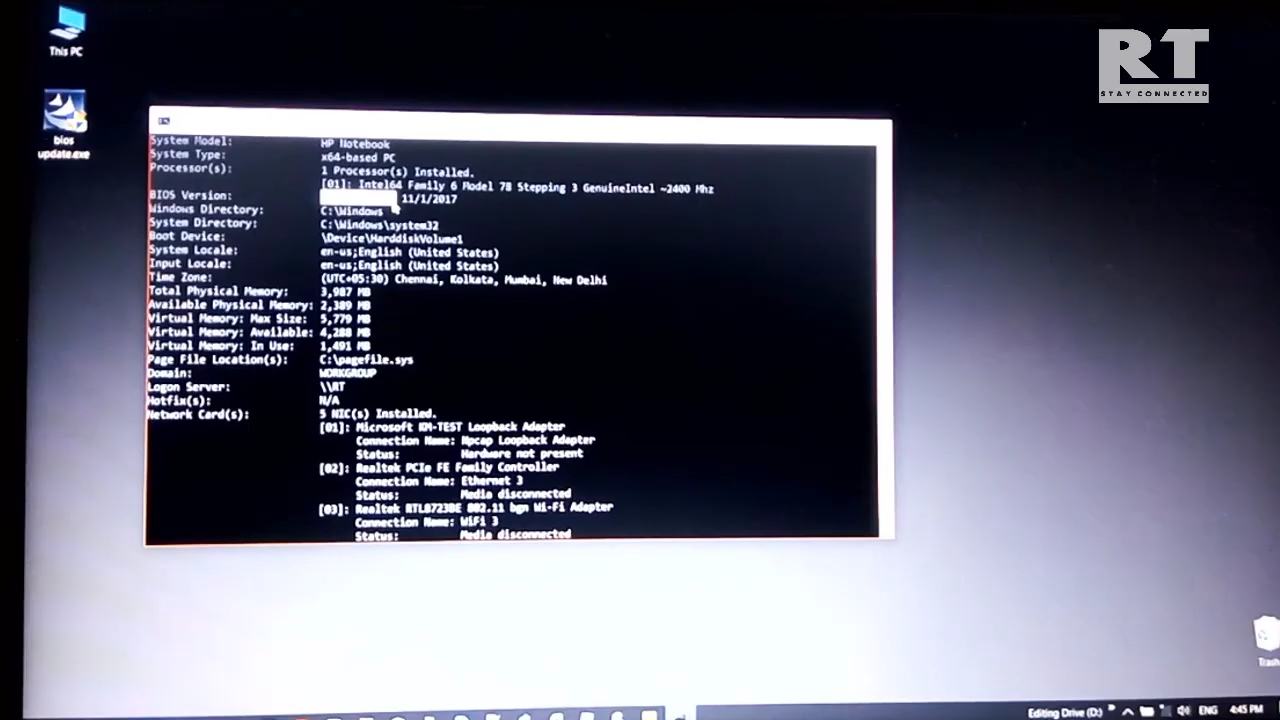 This PC
bios
update.exe
RT
STAY CONNECTED
System Model: HP Notebook
System Type: x64-based PC
Processor(s): 1 Processor(s) Installed.
[01]: Intel64 Family 6 Model 78 Stepping 3 GenuineIntel ~2400 Mhz
BIOS Version: 11/1/2017
Windows Directory: C:\Windows
System Directory: C:\Windows\system32
Boot Device: \Device\HarddiskVolume1
System Locale: en-us;English (United States)
Input Locale: en-us;English (United States)
Time Zone: (UTC+05:30) Chennai, Kolkata, Mumbai, New Delhi
Total Physical Memory: 3,987 MB
Available Physical Memory: 2,389 MB
Virtual Memory: Max Size: 5,779 MB
Virtual Memory: Available: 4,288 MB
Virtual Memory: In Use: 1,491 MB
Page File Location(s): C:\pagefile.sys
Domain: WORKGROUP
Logon Server: \\RT
Hotfix(s): N/A
Network Card(s): 5 NIC(s) Installed.
[01]: Microsoft KM-TEST Loopback Adapter
Connection Name: Npcap Loopback Adapter
Status: Hardware not present
[02]: Realtek PCIe FE Family Controller
Connection Name: Ethernet 3
Status: Media disconnected
[03]: Realtek RTL8723BE 802.11 bgn Wi-Fi Adapter
Connection Name: WiFi 3
Status: Media disconnected
Trash
Editing Drive (D:)
ENG
4:45 PM